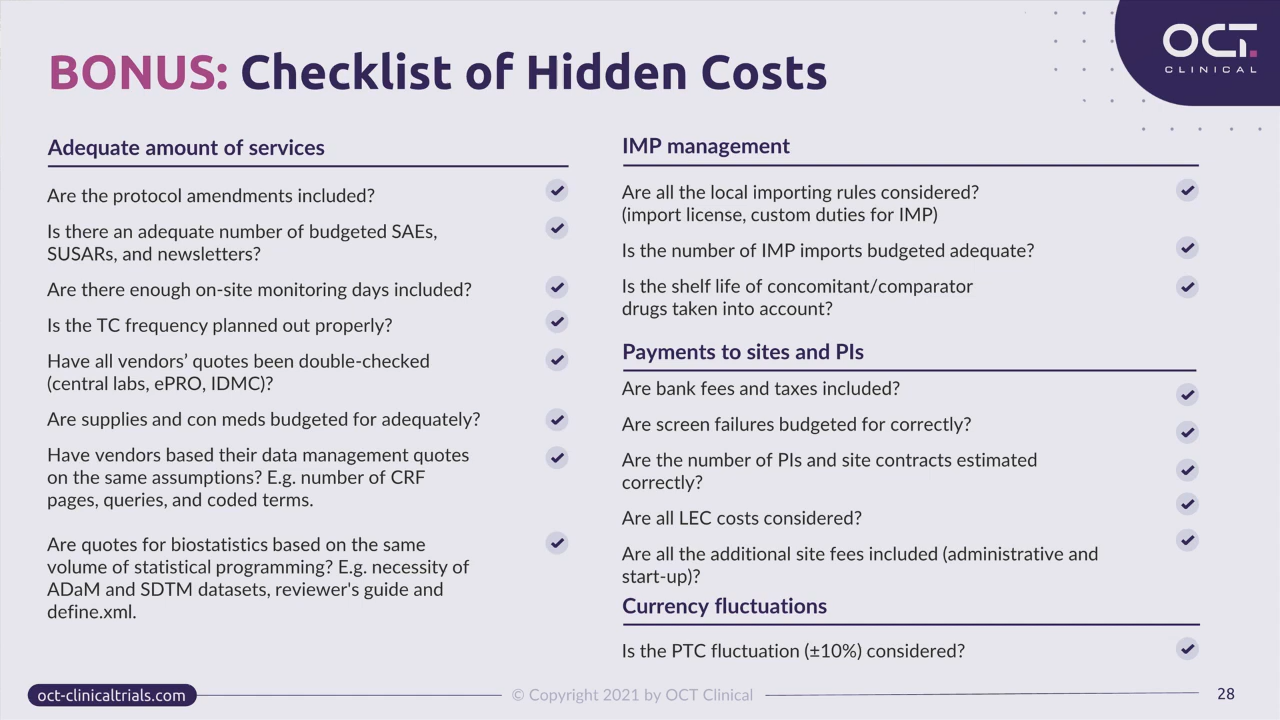 BONUS: Checklist of Hidden Costs
OCT
CLINICAL
Adequate amount of services
Are the protocol amendments included?
Is there an adequate number of budgeted SAEs,
SUSARs, and newsletters?
Are there enough on-site monitoring days included?
Is the TC frequency planned out properly?
Have all vendors’ quotes been double-checked
(central labs, ePRO, IDMC)?
Are supplies and con meds budgeted for adequately?
Have vendors based their data management quotes
on the same assumptions? E.g. number of CRF
pages, queries, and coded terms.
Are quotes for biostatistics based on the same
volume of statistical programming? E.g. necessity of
ADaM and SDTM datasets, reviewer's guide and
define.xml.
IMP management
Are all the local importing rules considered?
(import license, custom duties for IMP)
Is the number of IMP imports budgeted adequate?
Is the shelf life of concomitant/comparator
drugs taken into account?
Payments to sites and PIs
Are bank fees and taxes included?
Are screen failures budgeted for correctly?
Are the number of PIs and site contracts estimated
correctly?
Are all LEC costs considered?
Are all the additional site fees included (administrative and
start-up)?
Currency fluctuations
Is the PTC fluctuation (±10%) considered?
oct-clinicaltrials.com
© Copyright 2021 by OCT Clinical
28